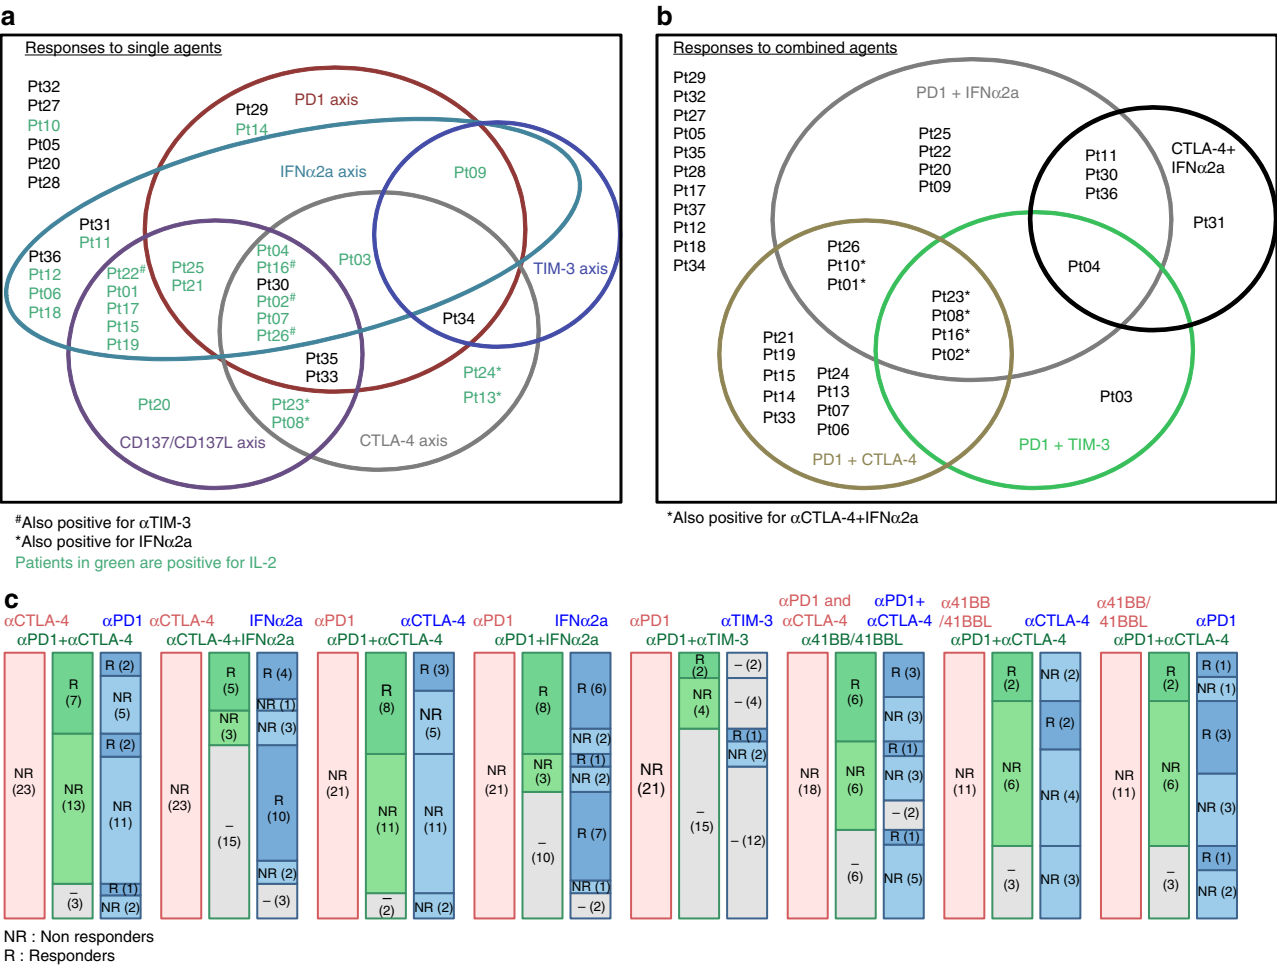 a
Responses to single agents
Pt32
Pt27
Pt10
Pt05
Pt20
Pt28
PD1 axis
Pt29
Pt14
IFNα2a axis
Pt09
TIM-3 axis
Pt31
Pt11
Pt36
Pt12
Pt06
Pt18
Pt22#
Pt01
Pt17
Pt15
Pt19
Pt25
Pt21
Pt04
Pt16#
Pt30
Pt02#
Pt07
Pt26#
Pt03
Pt34
Pt35
Pt33
Pt24*
Pt13*
Pt20
Pt23*
Pt08*
CD137/CD137L axis
CTLA-4 axis
#Also positive for αTIM-3
*Also positive for IFNα2a
Patients in green are positive for IL-2
b
Responses to combined agents
Pt29
Pt32
Pt27
Pt05
Pt35
Pt28
Pt17
Pt37
Pt12
Pt18
Pt34
PD1 + IFNα2a
Pt25
Pt22
Pt20
Pt09
Pt11
Pt30
Pt36
CTLA-4+
IFNα2a
Pt31
Pt04
Pt26
Pt10*
Pt01*
Pt23*
Pt08*
Pt16*
Pt02*
Pt21
Pt19
Pt15
Pt14
Pt33
Pt24
Pt13
Pt07
Pt06
Pt03
PD1 + CTLA-4
PD1 + TIM-3
*Also positive for αCTLA-4+IFNα2a
c
αCTLA-4
αPD1
αPD1+αCTLA-4
NR
(23)
R
(7)
NR
(13)
–
(3)
R (2)
NR
(5)
R (2)
NR
(11)
R (1)
NR (2)
αCTLA-4
IFNα2a
αCTLA-4+IFNα2a
NR
(23)
R
(5)
NR
(3)
–
(15)
R (4)
NR (1)
NR (3)
R
(10)
NR (2)
– (3)
αPD1
αCTLA-4
αPD1+αCTLA-4
NR
(21)
R
(8)
NR
(11)
–
(2)
R (3)
NR
(5)
NR
(11)
NR (2)
αPD1
IFNα2a
αPD1+IFNα2a
NR
(21)
R
(8)
NR
(3)
–
(10)
R (6)
NR (2)
R (1)
NR (2)
R (7)
NR (1)
– (2)
αPD1
αTIM-3
αPD1+αTIM-3
NR
(21)
R
(2)
NR
(4)
–
(15)
– (2)
– (4)
R (1)
NR (2)
– (12)
αPD1 and
αCTLA-4
αPD1+
αCTLA-4
α41BB/41BBL
NR
(18)
R
(6)
NR
(6)
–
(6)
R (3)
NR (3)
R (1)
NR (3)
– (2)
R (1)
NR (5)
α41BB
/41BBL
αCTLA-4
αPD1+αCTLA-4
NR
(11)
R
(2)
NR
(6)
–
(3)
NR (2)
R (2)
NR (4)
NR (3)
α41BB/
41BBL
αPD1
αPD1+αCTLA-4
NR
(11)
R
(2)
NR
(6)
–
(3)
R (1)
NR (1)
R (3)
NR (3)
R (1)
NR (2)
NR : Non responders
R : Responders